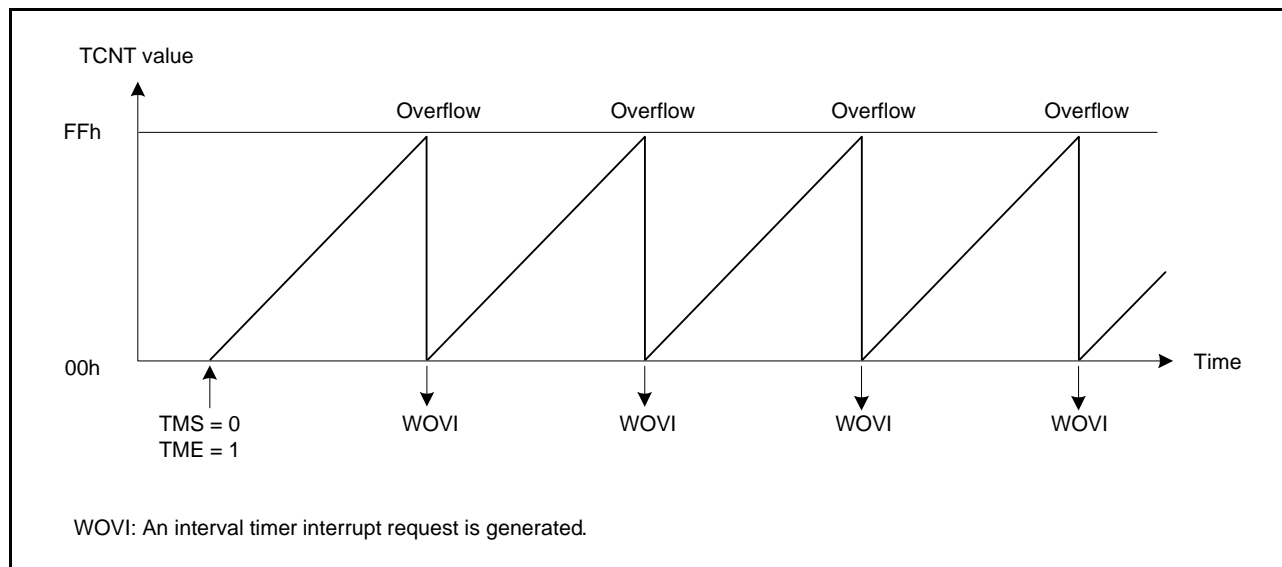 TCNT value
Overflow Overflow Overflow Overflow
FFh
00h
Time
TMS = 0
TME = 1
WOVI WOVI WOVI WOVI
WOVI: An interval timer interrupt request is generated.